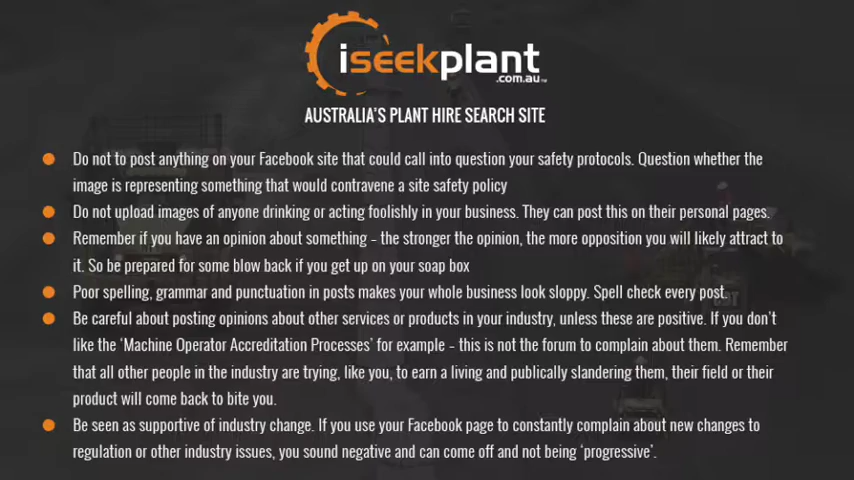 iseekplant
.com.au
AUSTRALIA'S PLANT HIRE SEARCH SITE
Do not to post anything on your Facebook site that could call into question your safety protocols. Question whether the
image is representing something that would contravene a site safety policy
Do not upload images of anyone drinking or acting foolishly in your business. They can post this on their personal pages.
Remember if you have an opinion about something – the stronger the opinion, the more opposition you will likely attract to
it. So be prepared for some blow back if you get up on your soap box
Poor spelling, grammar and punctuation in posts makes your whole business look sloppy. Spell check every post.
Be careful about posting opinions about other services or products in your industry, unless these are positive. If you don't
like the 'Machine Operator Accreditation Processes' for example – this is not the forum to complain about them. Remember
that all other people in the industry are trying, like you, to earn a living and publically slandering them, their field or their
product will come back to bite you.
Be seen as supportive of industry change. If you use your Facebook page to constantly complain about new changes to
regulation or other industry issues, you sound negative and can come off and not being 'progressive'.